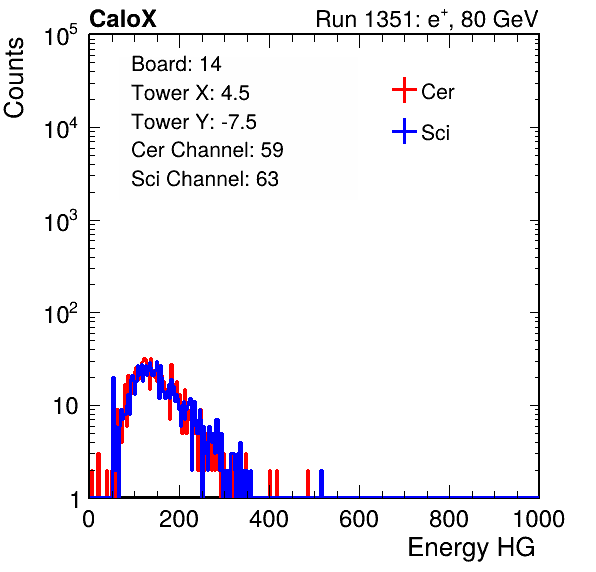 CaloX Run 1351: e⁺, 80 GeV
Counts
10⁵
10⁴
10³
10²
10
1
Board: 14
Tower X: 4.5
Tower Y: -7.5
Cer Channel: 59
Sci Channel: 63
Cer
Sci
0 200 400 600 800 1000
Energy HG